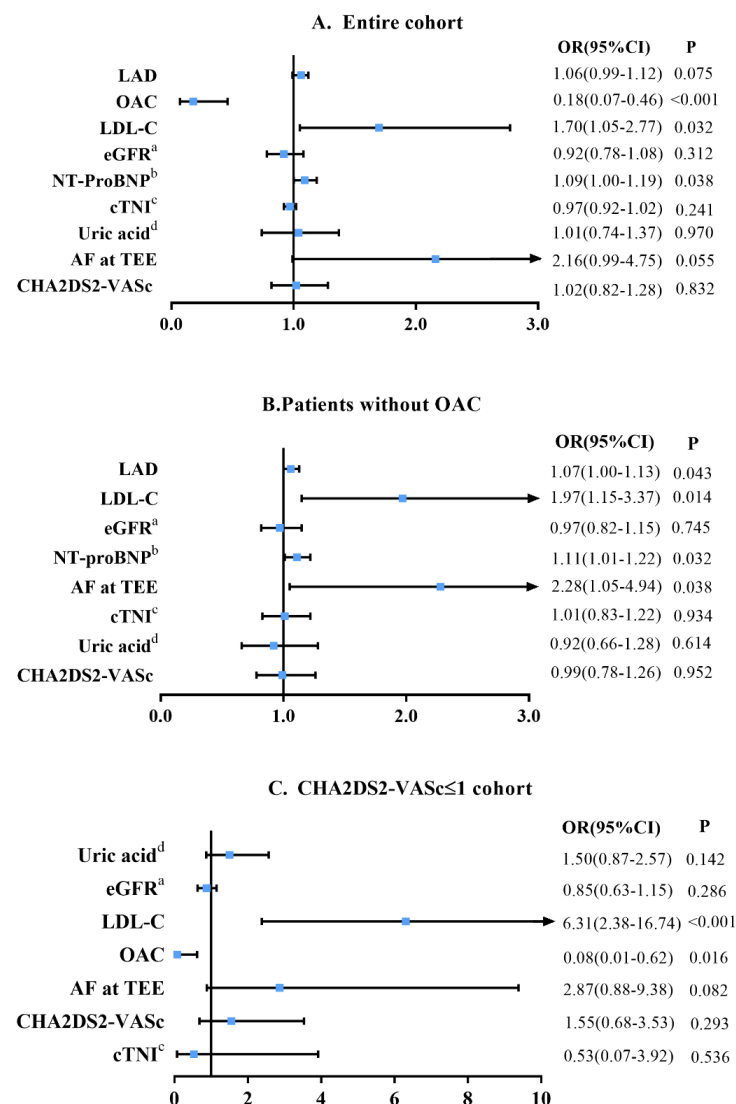 A. Entire cohort
OR(95%CI) P
LAD 1.06(0.99-1.12) 0.075
OAC 0.18(0.07-0.46) <0.001
LDL-C 1.70(1.05-2.77) 0.032
eGFRᵃ 0.92(0.78-1.08) 0.312
NT-ProBNPᵇ 1.09(1.00-1.19) 0.038
cTNIᶜ 0.97(0.92-1.02) 0.241
Uric acidᵈ 1.01(0.74-1.37) 0.970
AF at TEE 2.16(0.99-4.75) 0.055
CHA2DS2-VASc 1.02(0.82-1.28) 0.832
0.0 1.0 2.0 3.0
B.Patients without OAC
OR(95%CI) P
LAD 1.07(1.00-1.13) 0.043
LDL-C 1.97(1.15-3.37) 0.014
eGFRᵃ 0.97(0.82-1.15) 0.745
NT-proBNPᵇ 1.11(1.01-1.22) 0.032
AF at TEE 2.28(1.05-4.94) 0.038
cTNIᶜ 1.01(0.83-1.22) 0.934
Uric acidᵈ 0.92(0.66-1.28) 0.614
CHA2DS2-VASc 0.99(0.78-1.26) 0.952
0.0 1.0 2.0 3.0
C. CHA2DS2-VASc≤1 cohort
OR(95%CI) P
Uric acidᵈ 1.50(0.87-2.57) 0.142
eGFRᵃ 0.85(0.63-1.15) 0.286
LDL-C 6.31(2.38-16.74) <0.001
OAC 0.08(0.01-0.62) 0.016
AF at TEE 2.87(0.88-9.38) 0.082
CHA2DS2-VASc 1.55(0.68-3.53) 0.293
cTNIᶜ 0.53(0.07-3.92) 0.536
0 2 4 6 8 10